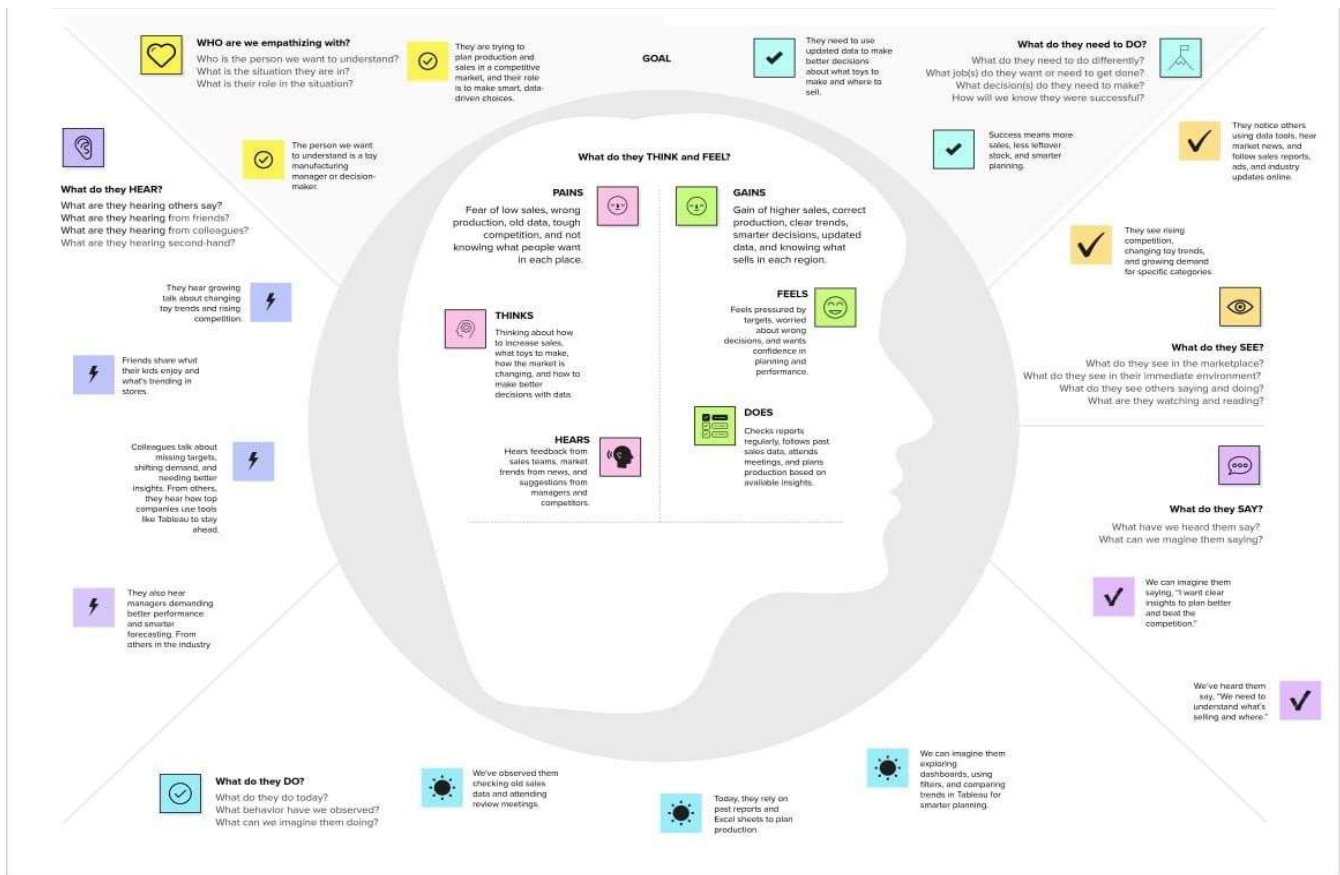 WHO are we empathizing with?
Who is the person we want to understand?
What is the situation they are in?
What is their role in the situation?
They are trying to
plan production and
sales in a competitive
market, and their role
is to make smart, data-
driven choices.
The person we want
to understand is a toy
manufacturing
manager or decision-
maker.
GOAL
They need to use
updated data to make
better decisions
about what toys to
make and where to
sell.
What do they need to DO?
What do they need to do differently?
What job(s) do they want or need to get done?
What decision(s) do they need to make?
How will we know they were successful?
Success means more
sales, less leftover
stock, and smarter
planning.
They notice others
using data tools, hear
market news, and
follow sales reports,
ads, and industry
updates online.
They see rising
competition,
changing toy trends,
and growing demand
for specific categories.
What do they SEE?
What do they see in the marketplace?
What do they see in their immediate environment?
What do they see others saying and doing?
What are they watching and reading?
What do they SAY?
What have we heard them say?
What can we magine them saying?
We can imagine them
saying, "I want clear
insights to plan better
and beat the
competition."
We've heard them
say, "We need to
understand what's
selling and where."
What do they DO?
What do they do today?
What behavior have we observed?
What can we imagine them doing?
We've observed them
checking old sales
data and attending
review meetings.
Today, they rely on
past reports and
Excel sheets to plan
production
We can imagine them
exploring
dashboards, using
filters, and comparing
trends in Tableau for
smarter planning.
What do they HEAR?
What are they hearing others say?
What are they hearing from friends?
What are they hearing from colleagues?
What are they hearing second-hand?
They hear growing
talk about changing
toy trends and rising
competition.
Friends share what
their kids enjoy and
what's trending in
stores.
Colleagues talk about
missing targets,
shifting demand, and
needing better
insights. From others,
they hear how top
companies use tools
like Tableau to stay
ahead.
They also hear
managers demanding
better performance
and smarter
forecasting. From
others in the industry
What do they THINK and FEEL?
PAINS
Fear of low sales, wrong
production, old data, tough
competition, and not
knowing what people want
in each place.
GAINS
Gain of higher sales, correct
production, clear trends,
smarter decisions, updated
data, and knowing what
sells in each region.
THINKS
Thinking about how
to increase sales,
what toys to make,
how the market is
changing, and how to
make better
decisions with data
FEELS
Feels pressured by
targets, worried
about wrong
decisions, and wants
confidence in
planning and
performance.
HEARS
Hears feedback from
sales teams, market
trends from news, and
suggestions from
managers and
competitors.
DOES
Checks reports
regularly, follows past
sales data, attends
meetings, and plans
production based on
available insights.